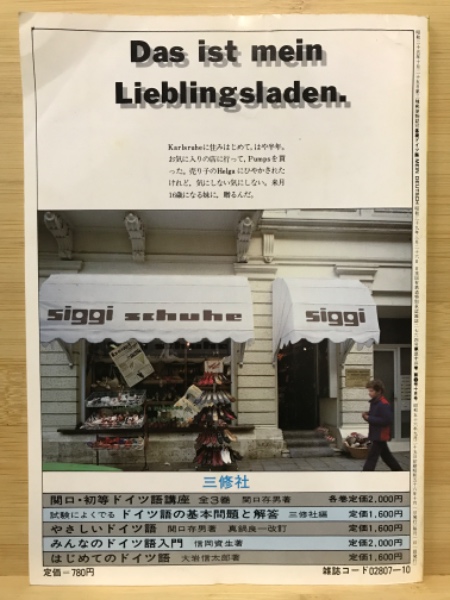 Das ist mein
Lieblingsladen.
Karlsruheに住みはじめて、はや半年。
お気に入りの店に行って、Pumpsを買
った。売り子のHelgaにひやかされた
けれど、気にしない気にしない。来月
16歳になる妹に、贈るんだ。
siggi schuhe
siggi
三修社
関口・初等ドイツ語講座 全3巻 関口存男著 各巻定価2,000円
試験によくでる ドイツ語の基本問題と解答 三修社編 定価1,600円
やさしいドイツ語 関口存男著 真鍋良一改訂 定価1,600円
みんなのドイツ語入門 信岡資生著 定価2,000円
はじめてのドイツ語 大岩信太郎著 定価1,600円
定価－780円
雑誌コード02807-10